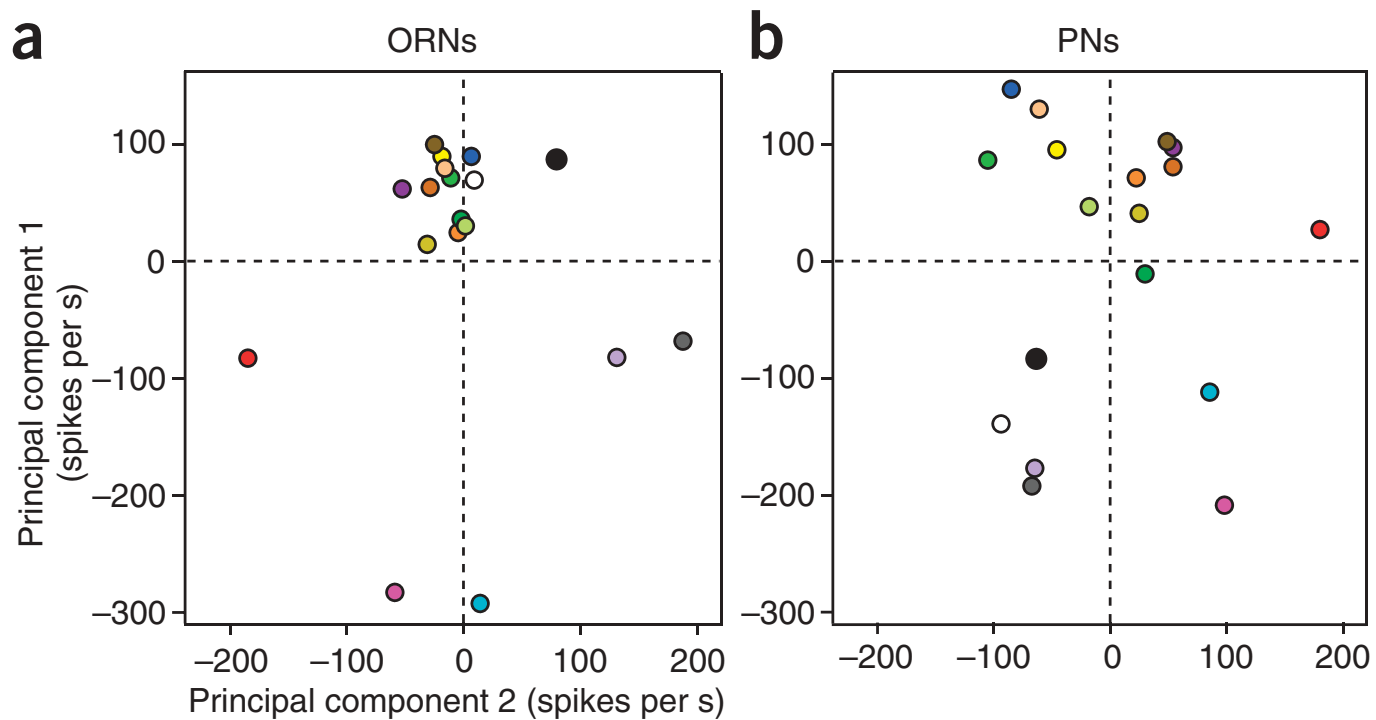 a
ORNs
Principal component 1
(spikes per s)
100
0
–100
–200
–300
–200
–100
0
100
200
Principal component 2 (spikes per s)
b
PNs
100
0
–100
–200
–300
–200
–100
0
100
200